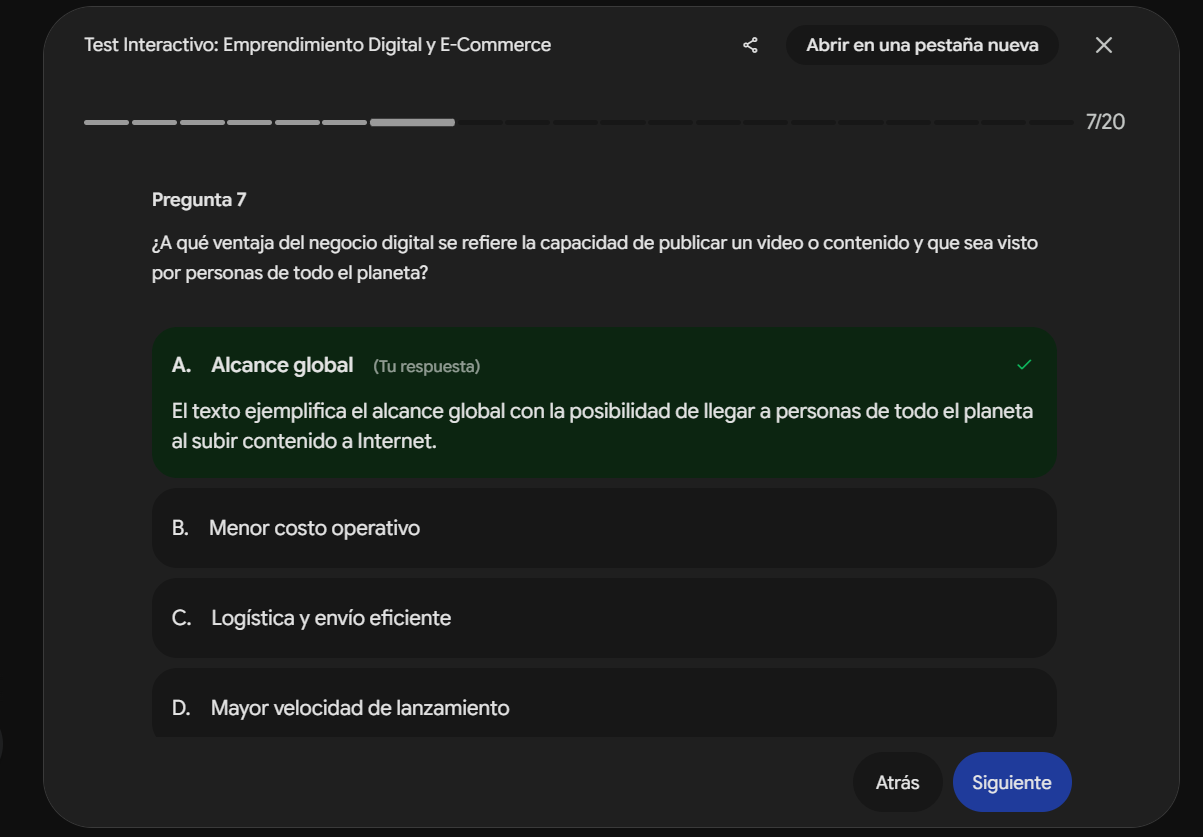 Test Interactivo: Emprendimiento Digital y E-Commerce
Abrir en una pestaña nueva
7/20
Pregunta 7
¿A qué ventaja del negocio digital se refiere la capacidad de publicar un video o contenido y que sea visto
por personas de todo el planeta?
A. Alcance global (Tu respuesta)
El texto ejemplifica el alcance global con la posibilidad de llegar a personas de todo el planeta
al subir contenido a Internet.
B. Menor costo operativo
C. Logística y envío eficiente
D. Mayor velocidad de lanzamiento
Atrás
Siguiente